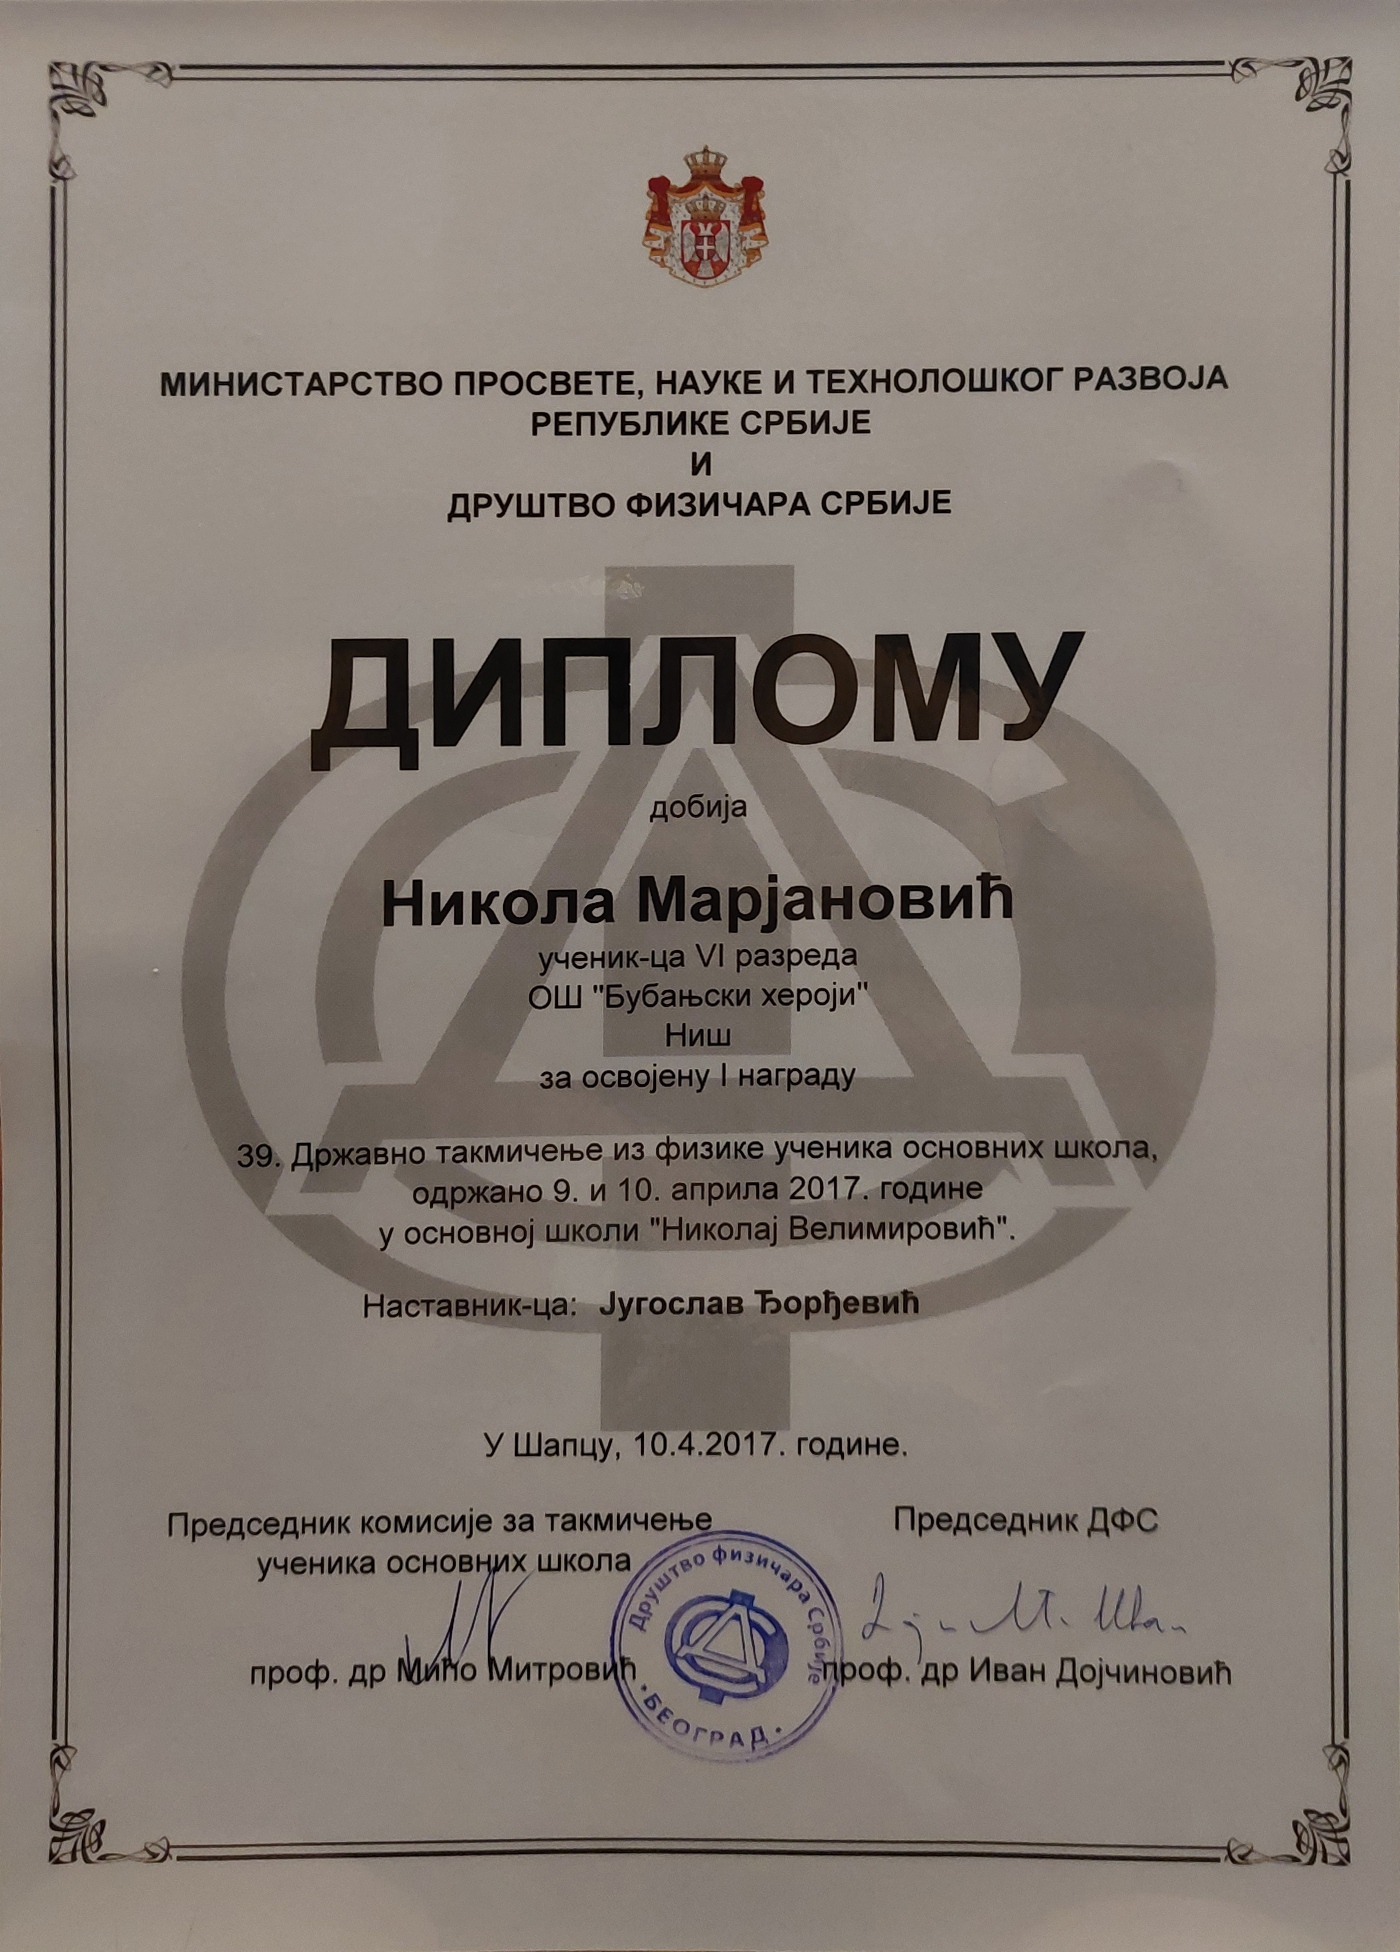 МИНИСТАРСТВО ПРОСВЕТЕ, НАУКЕ И ТЕХНОЛОШКОГ РАЗВОЈА
РЕПУБЛИКЕ СРБИЈЕ
И
ДРУШТВО ФИЗИЧАРА СРБИЈЕ
ДИПЛОМУ
добија
Никола Марјановић
ученик-ца VI разреда
ОШ "Бубањски хероји"
Ниш
за освојену I награду
39. Државно такмичење из физике ученика основних школа,
одржано 9. и 10. априла 2017. године
у основној школи "Николај Велимировић".
Наставник-ца: Југослав Ђорђевић
У Шапцу, 10.4.2017. године.
Председник комисије за такмичење
ученика основних школа
проф. др Мићо Митровић
Председник ДФС
проф. др Иван Дојчиновић
Друштво физичара Србије
• БЕОГРАД •